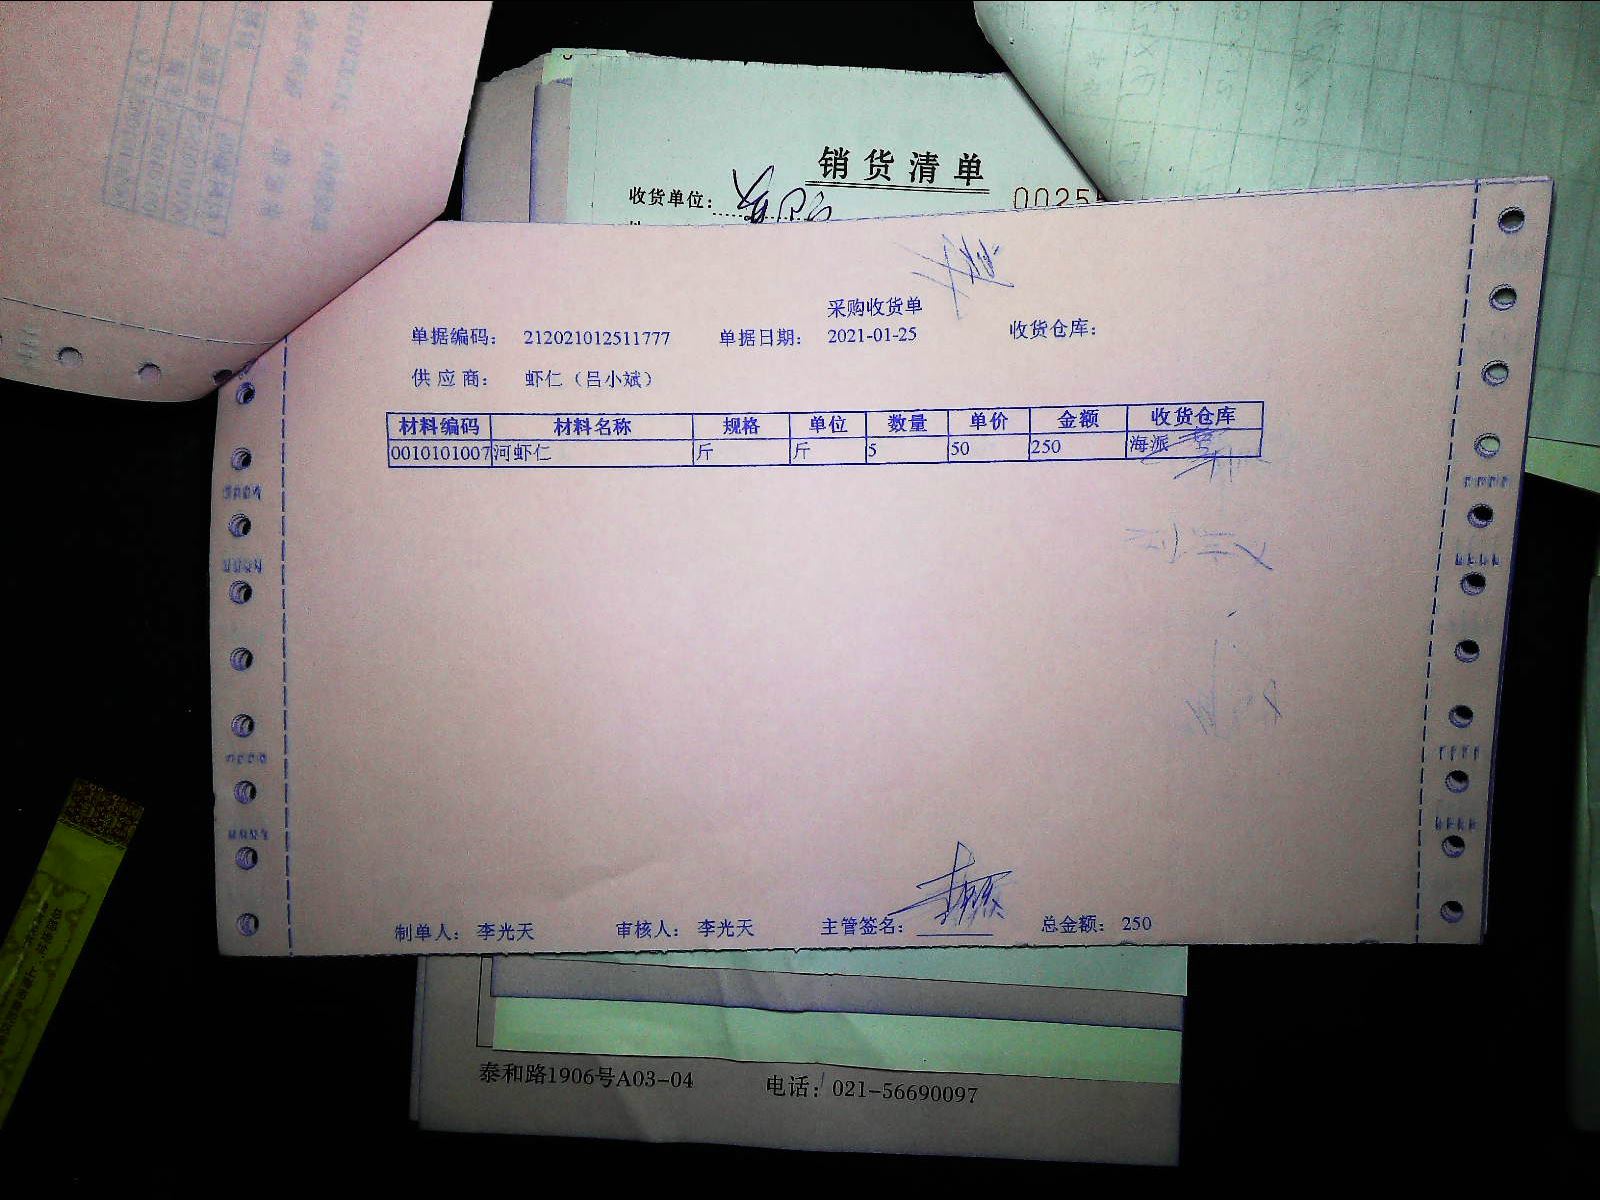 销货清单
收货单位：
采购收货单
单据编码： 212021012511777 单据日期： 2021-01-25 收货仓库：
供应商： 虾仁（吕小斌）
材料编码 材料名称 规格 单位 数量 单价 金额 收货仓库
0010101007 河虾仁 斤 斤 5 50 250 海派
制单人： 李光天 审核人： 李光天 主管签名： 总金额： 250
泰和路1906号A03-04 电话：021-56690097